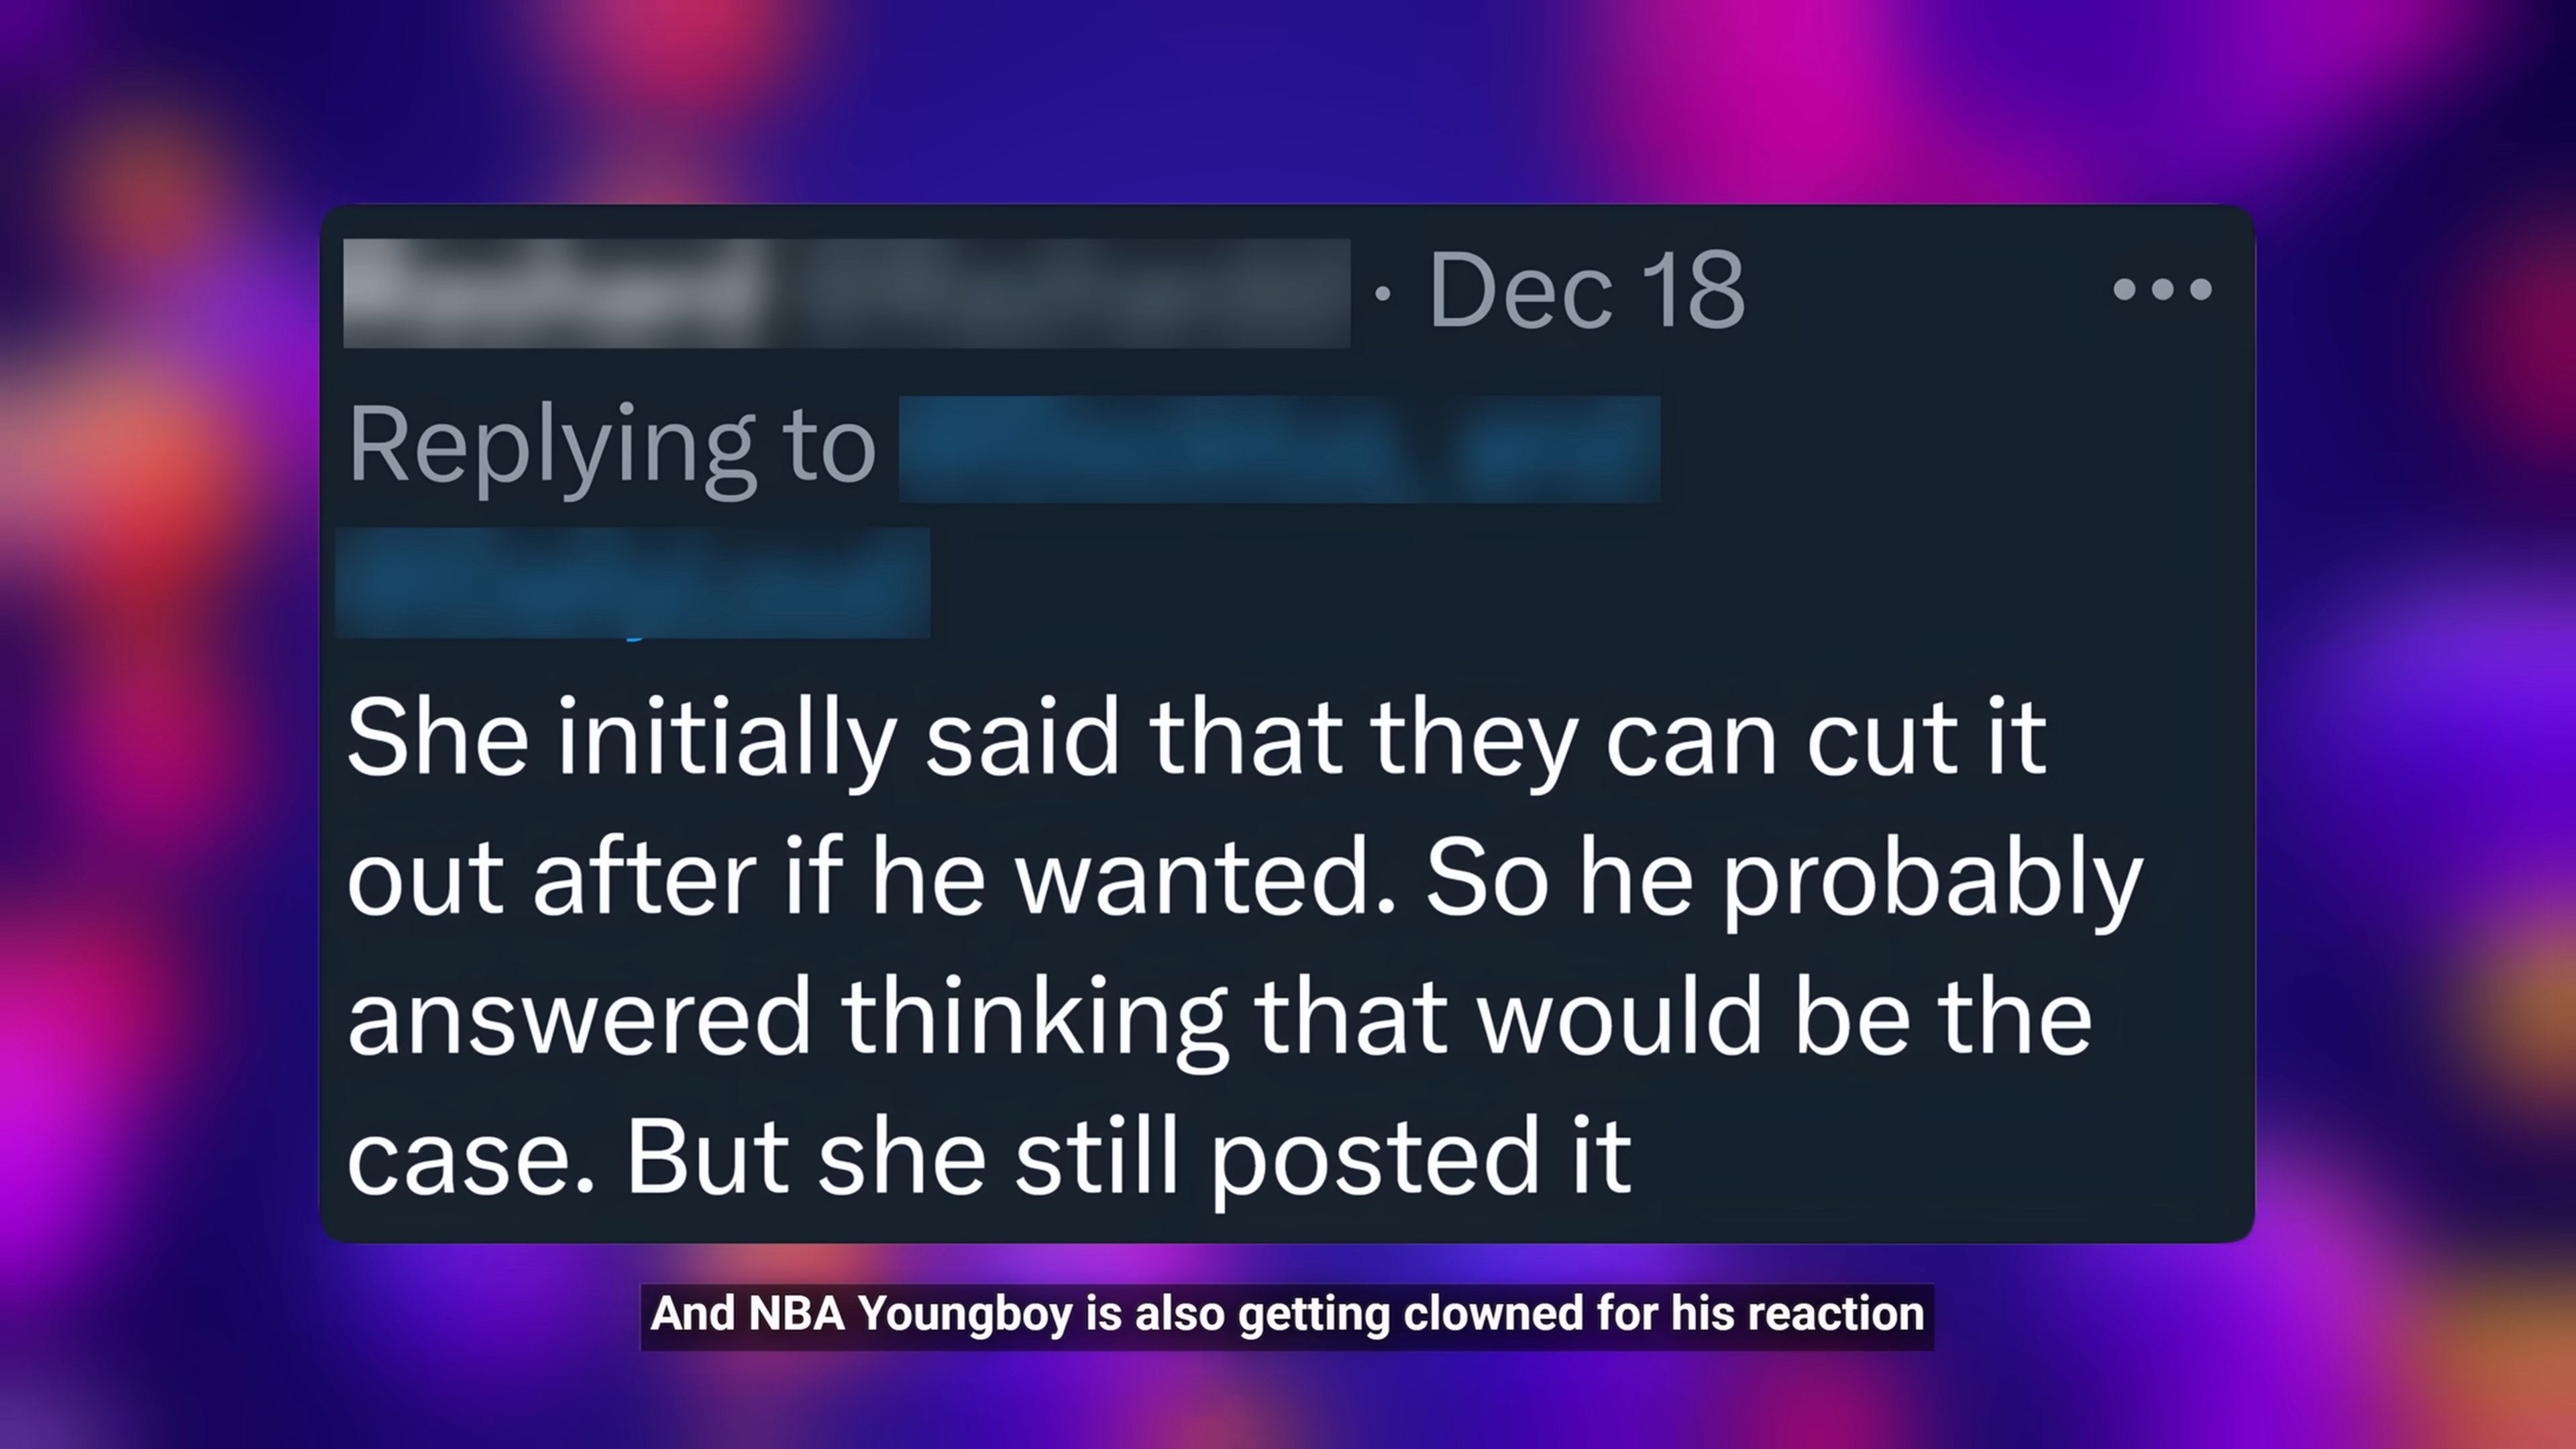 · Dec 18
Replying to
She initially said that they can cut it
out after if he wanted. So he probably
answered thinking that would be the
case. But she still posted it
And NBA Youngboy is also getting clowned for his reaction